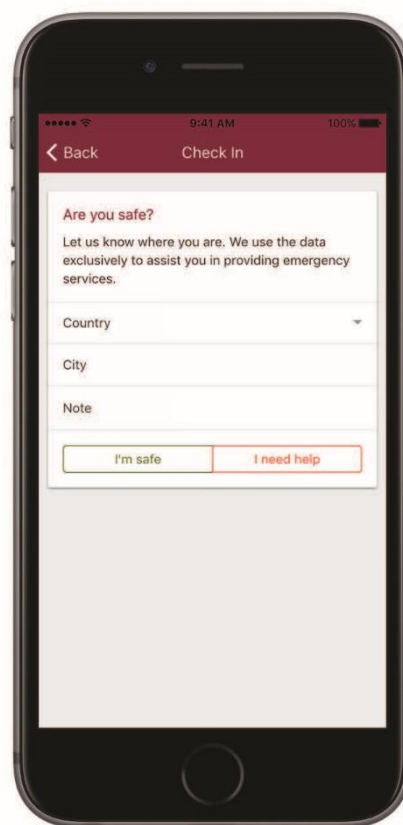 9:41 AM
100%
Back
Check In
Are you safe?
Let us know where you are. We use the data
exclusively to assist you in providing emergency
services.
Country
City
Note
I'm safe
I need help